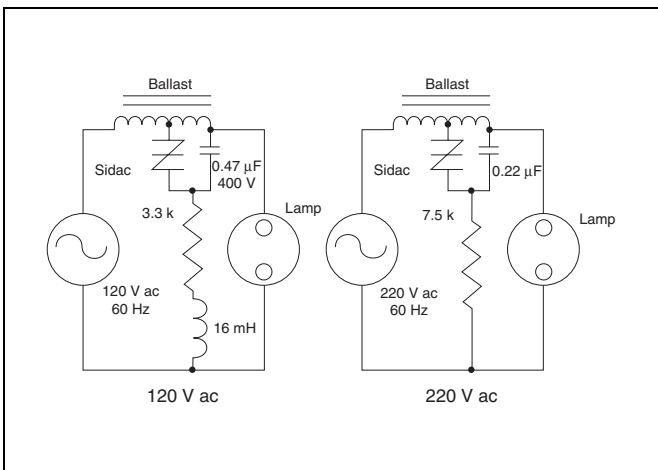 Ballast
Sidac
0.47 μF
400 V
3.3 k
Lamp
120 V ac
60 Hz
16 mH
120 V ac
Ballast
Sidac
0.22 μF
7.5 k
Lamp
220 V ac
60 Hz
220 V ac